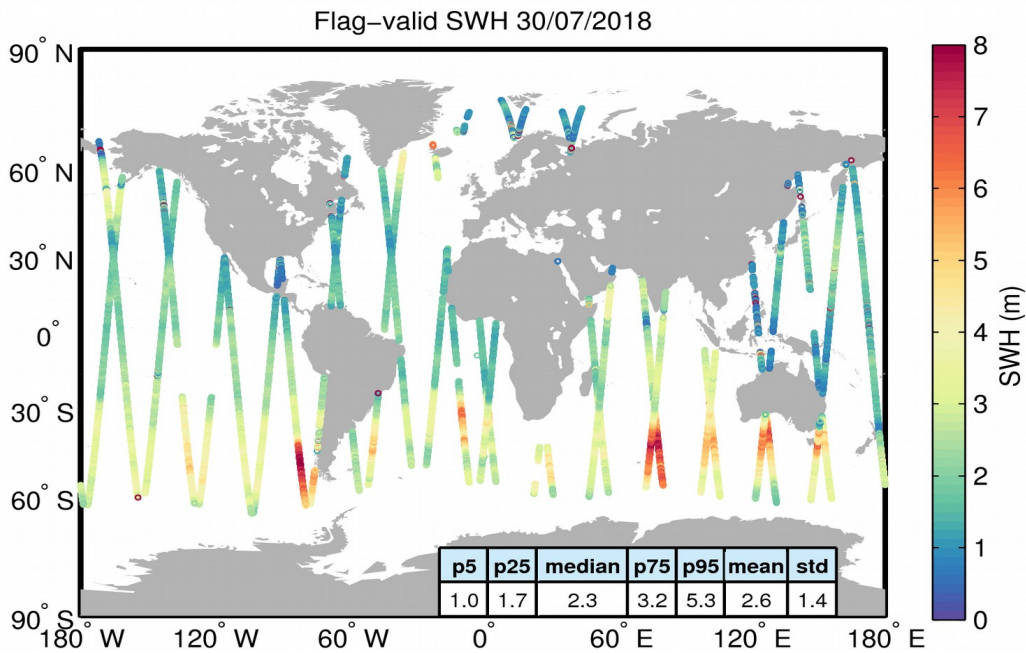 Flag−valid SWH 30/07/2018
90° N
60° N
30° N
0°
30° S
60° S
90° S
180° W
120° W
60° W
0°
60° E
120° E
180° E
p5 p25 median p75 p95 mean std
1.0 1.7 2.3 3.2 5.3 2.6 1.4
8
7
6
5
4
3
2
1
0
SWH (m)